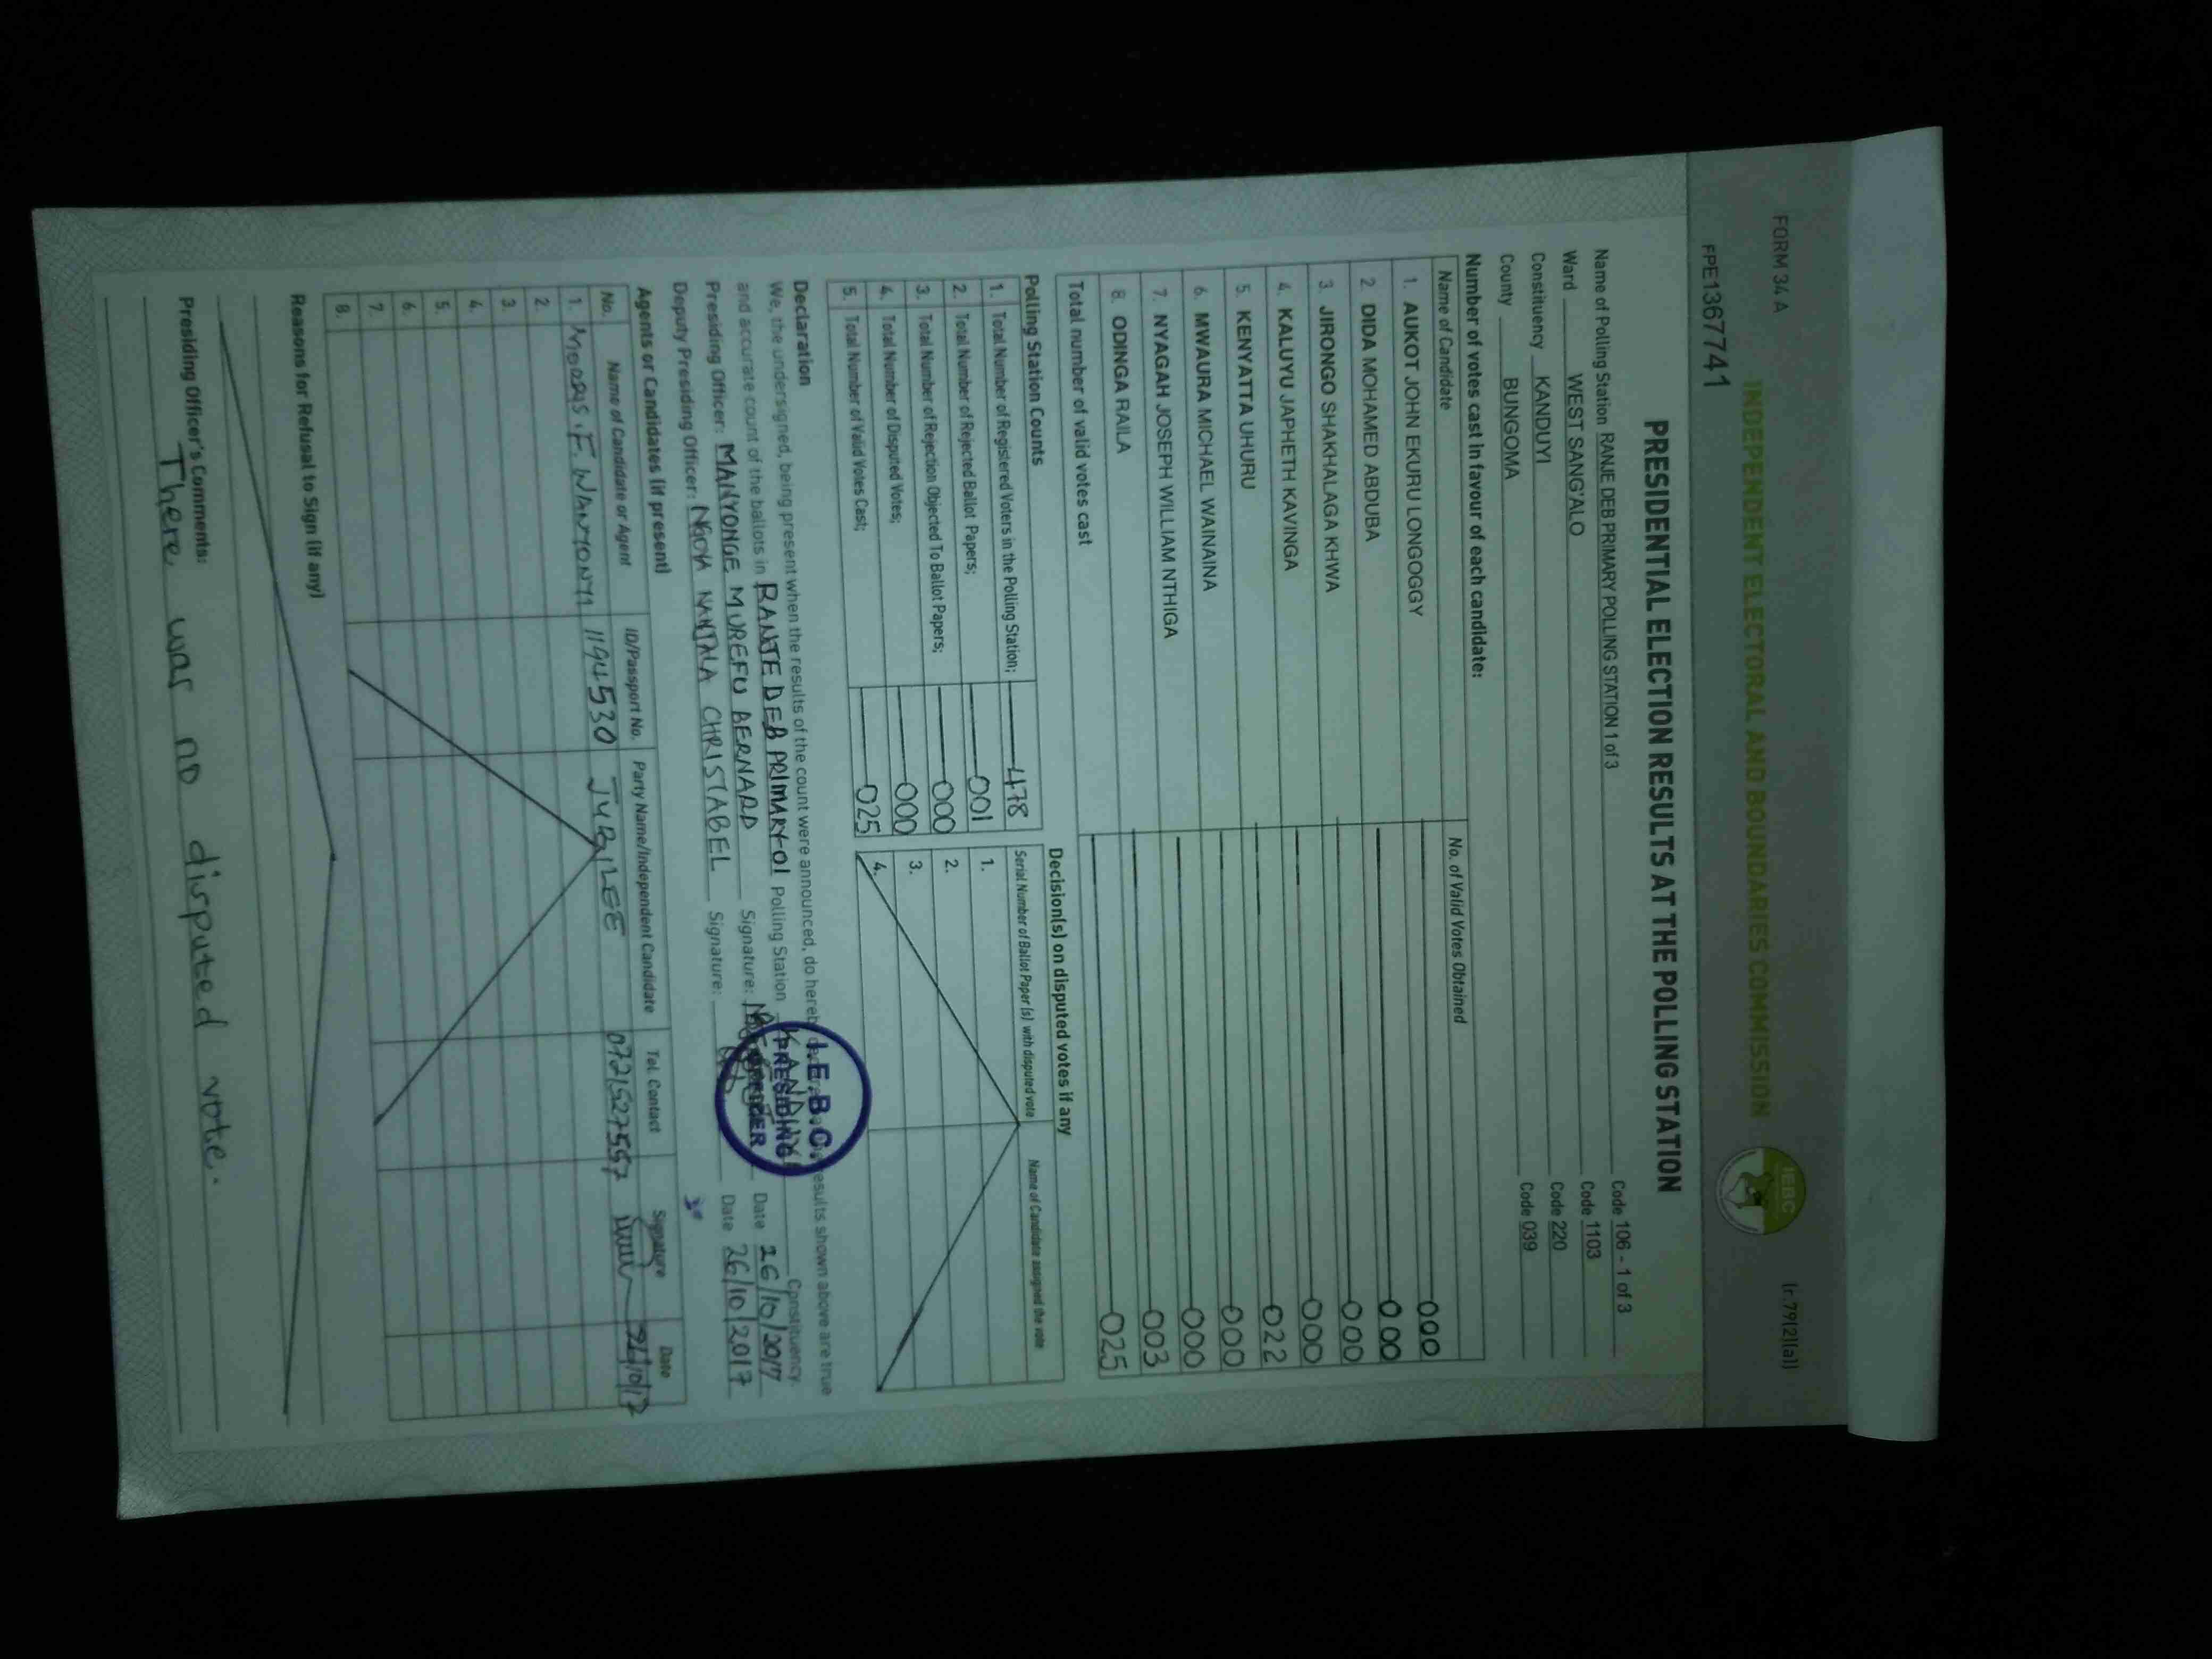 FORM 34 A
(r.79(2)(a))
INDEPENDENT ELECTORAL AND BOUNDARIES COMMISSION
IEBC
FPE1367741
PRESIDENTIAL ELECTION RESULTS AT THE POLLING STATION
Name of Polling Station RANJE DEB PRIMARY POLLING STATION 1 of 3 Code 106 - 1 of 3
Ward WEST SANG'ALO Code 1103
Constituency KANDUYI Code 220
County BUNGOMA Code 039
Number of votes cast in favour of each candidate:
Name of Candidate No. of Valid Votes Obtained
1. AUKOT JOHN EKURU LONGOGGY 000
2. DIDA MOHAMED ABDUBA 000
3. JIRONGO SHAKHALAGA KHWA 000
4. KALUYU JAPHETH KAVINGA 000
5. KENYATTA UHURU 022
6. MWAURA MICHAEL WAINAINA 000
7. NYAGAH JOSEPH WILLIAM NTHIGA 000
8. ODINGA RAILA 003
Total number of valid votes cast 025
Polling Station Counts
1. Total Number of Registered Voters in the Polling Station; 478
2. Total Number of Rejected Ballot Papers; 001
3. Total Number of Rejection Objected To Ballot Papers; 000
4. Total Number of Disputed Votes; 000
5. Total Number of Valid Votes Cast; 025
Decision(s) on disputed votes if any
Serial Number of Ballot Paper (s) with disputed vote Name of Candidate assigned the vote
1.
2.
3.
4.
Declaration
We, the undersigned, being present when the results of the count were announced, do hereby results shown above are true
and accurate count of the ballots in RANJE DEB PRIMARY-01 Polling Station KANDUYI Constituency.
Presiding Officer: MANYONGE MUREFU BERNARD Signature: Date 26/10/2017
Deputy Presiding Officer: NGOYA NANJALA CHRISTABEL Signature: Date 26/10/2017
I.E.B.C.
PRESIDING
OFFICER
Agents or Candidates (if present)
No. Name of Candidate or Agent ID/Passport No. Party Name/Independent Candidate Tel. Contact Signature Date
1. MOORIS.F.WAMONYI 1194530 JUBILEE 0721527557 26/10/17
2.
3.
4.
5.
6.
7.
8.
Reasons for Refusal to Sign (if any)
Presiding Officer's Comments:
There was no disputed vote.